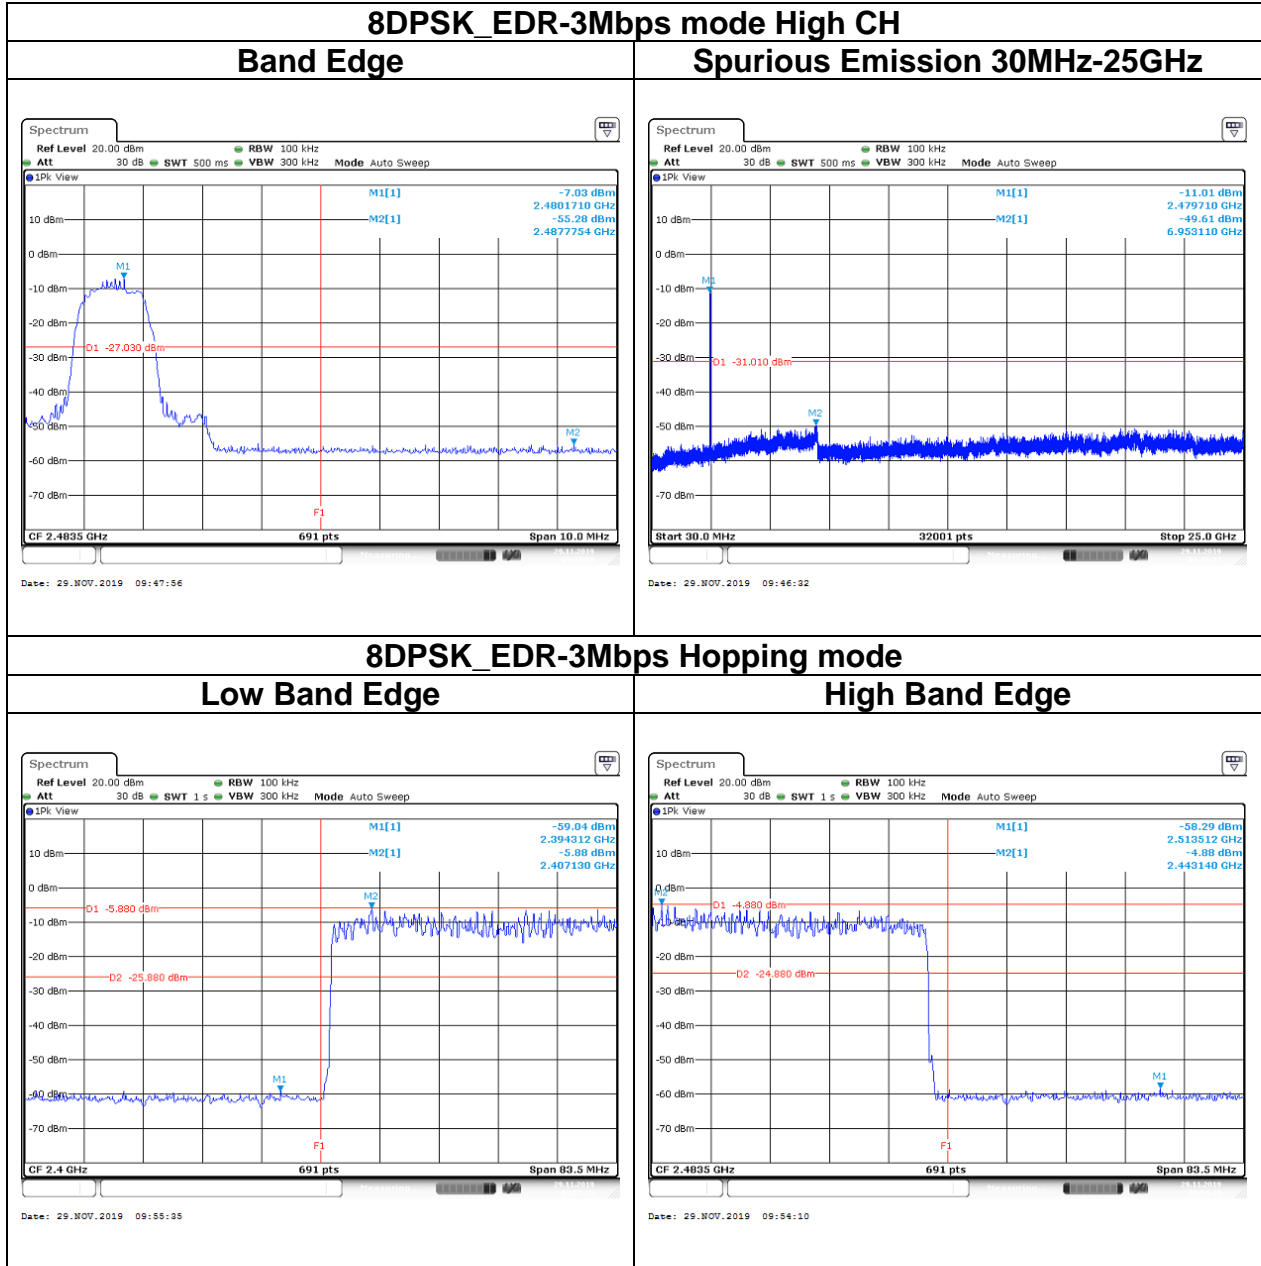 8DPSK_EDR-3Mbps mode High CH
Band Edge
Spurious Emission 30MHz-25GHz
Spectrum
Ref Level 20.00 dBm RBW 100 kHz
Att 30 dB SWT 500 ms VBW 300 kHz Mode Auto Sweep
1Pk View
M1[1] -7.03 dBm
2.4801710 GHz
M2[1] -55.28 dBm
2.4877754 GHz
10 dBm
0 dBm
M1
-10 dBm
-20 dBm
D1 -27.030 dBm
-30 dBm
-40 dBm
-50 dBm
M2
-60 dBm
-70 dBm
F1
CF 2.4835 GHz 691 pts Span 10.0 MHz
Date: 29.NOV.2019 09:47:56
Spectrum
Ref Level 20.00 dBm RBW 100 kHz
Att 30 dB SWT 500 ms VBW 300 kHz Mode Auto Sweep
1Pk View
M1[1] -11.01 dBm
2.479710 GHz
M2[1] -49.61 dBm
6.953110 GHz
10 dBm
0 dBm
M1
-10 dBm
-20 dBm
-30 dBm
D1 -31.010 dBm
-40 dBm
M2
-50 dBm
-60 dBm
-70 dBm
Start 30.0 MHz 32001 pts Stop 25.0 GHz
Date: 29.NOV.2019 09:46:32
8DPSK_EDR-3Mbps Hopping mode
Low Band Edge
High Band Edge
Spectrum
Ref Level 20.00 dBm RBW 100 kHz
Att 30 dB SWT 1 s VBW 300 kHz Mode Auto Sweep
1Pk View
M1[1] -59.04 dBm
2.394312 GHz
M2[1] -5.88 dBm
2.407130 GHz
10 dBm
0 dBm
M2
D1 -5.880 dBm
-10 dBm
-20 dBm
D2 -25.880 dBm
-30 dBm
-40 dBm
-50 dBm
M1
-60 dBm
-70 dBm
F1
CF 2.4 GHz 691 pts Span 83.5 MHz
Date: 29.NOV.2019 09:55:35
Spectrum
Ref Level 20.00 dBm RBW 100 kHz
Att 30 dB SWT 1 s VBW 300 kHz Mode Auto Sweep
1Pk View
M1[1] -58.29 dBm
2.513512 GHz
M2[1] -4.88 dBm
2.443140 GHz
10 dBm
0 dBm
M2
D1 -4.880 dBm
-10 dBm
-20 dBm
D2 -24.880 dBm
-30 dBm
-40 dBm
-50 dBm
M1
-60 dBm
-70 dBm
F1
CF 2.4835 GHz 691 pts Span 83.5 MHz
Date: 29.NOV.2019 09:54:10